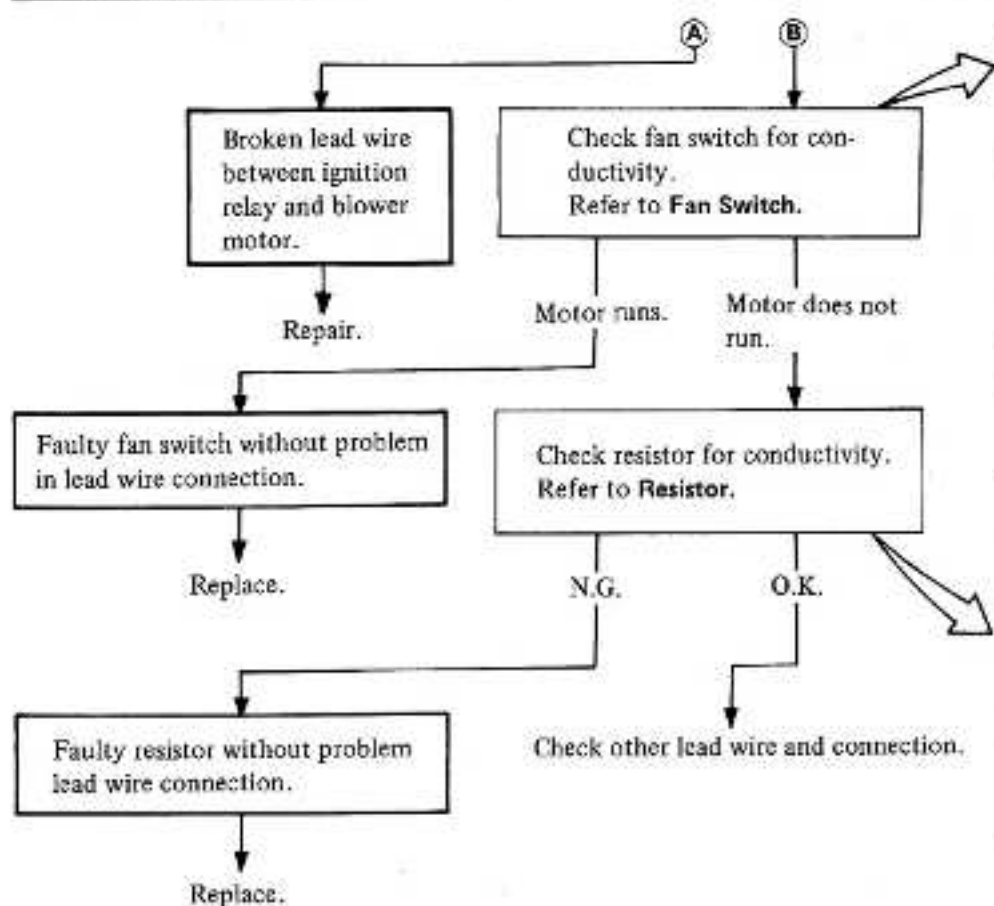 A B
Broken lead wire
between ignition
relay and blower
motor.
Check fan switch for con-
ductivity.
Refer to Fan Switch.
Repair.
Motor runs.
Motor does not
run.
Faulty fan switch without problem
in lead wire connection.
Check resistor for conductivity.
Refer to Resistor.
Replace.
N.G.
O.K.
Faulty resistor without problem
lead wire connection.
Check other lead wire and connection.
Replace.